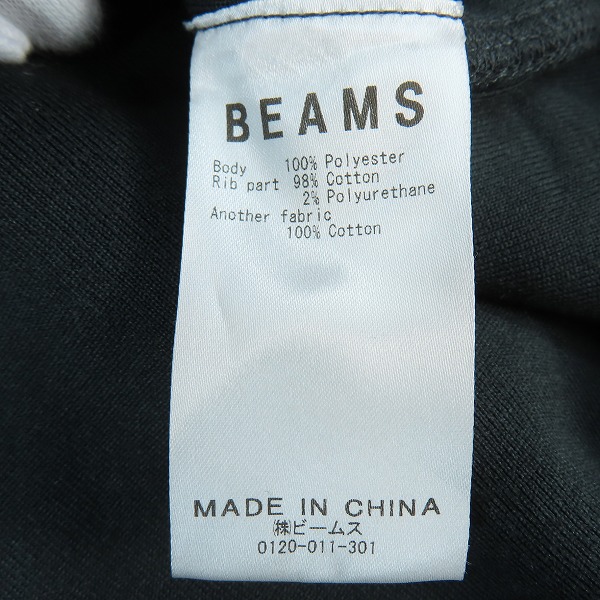 BEAMS
Body 100% Polyester
Rib part 98% Cotton
2% Polyurethane
Another fabric
100% Cotton
MADE IN CHINA
㈱ビームス
0120-011-301